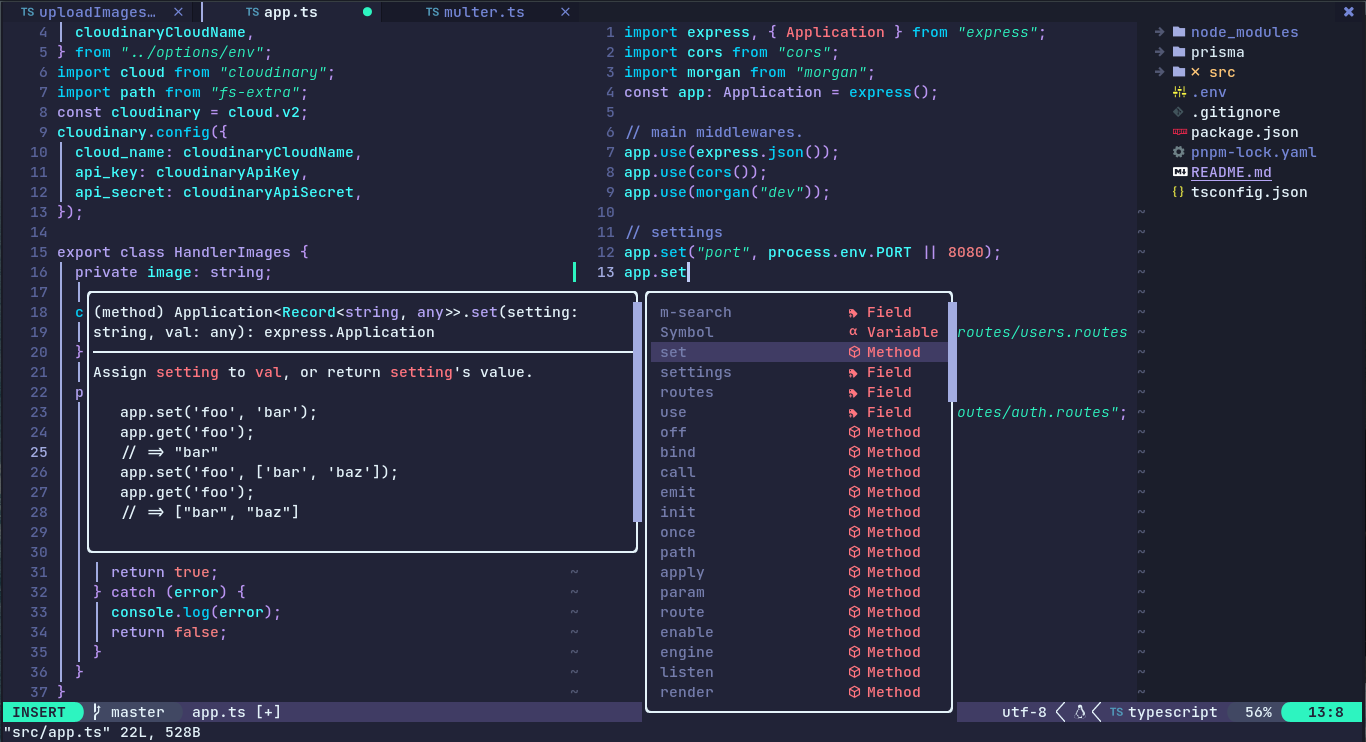 TS uploadImages… ✕ TS app.ts ● TS multer.ts ✕ ✖
4 cloudinaryCloudName,
5 } from "../options/env";
6 import cloud from "cloudinary";
7 import path from "fs-extra";
8 const cloudinary = cloud.v2;
9 cloudinary.config({
10 cloud_name: cloudinaryCloudName,
11 api_key: cloudinaryApiKey,
12 api_secret: cloudinaryApiSecret,
13 });
14
15 export class HandlerImages {
16 private image: string;
17
18 c
19
20 }
21
22 p
23
24
25
26
27
28
29
30
31 return true;
32 } catch (error) {
33 console.log(error);
34 return false;
35 }
36 }
37 }
(method) Application<Record<string, any>>.set(setting:
string, val: any): express.Application
Assign setting to val, or return setting's value.
app.set('foo', 'bar');
app.get('foo');
// => "bar"
app.set('foo', ['bar', 'baz']);
app.get('foo');
// => ["bar", "baz"]
1 import express, { Application } from "express";
2 import cors from "cors";
3 import morgan from "morgan";
4 const app: Application = express();
5
6 // main middlewares.
7 app.use(express.json());
8 app.use(cors());
9 app.use(morgan("dev"));
10
11 // settings
12 app.set("port", process.env.PORT || 8080);
13 app.set
routes/users.routes
outes/auth.routes";
m-search Field
Symbol α Variable
set Method
settings Field
routes Field
use Field
off Method
bind Method
call Method
emit Method
init Method
once Method
path Method
apply Method
param Method
route Method
enable Method
engine Method
listen Method
render Method
node_modules
prisma
✕ src
.env
.gitignore
package.json
pnpm-lock.yaml
README.md
{} tsconfig.json
INSERT master app.ts [+] utf-8 TS typescript 56% 13:8
"src/app.ts" 22L, 528B